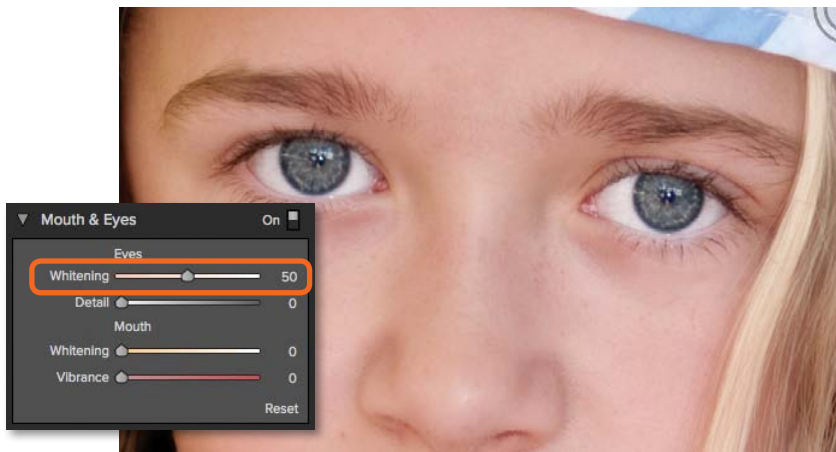 Mouth & Eyes On
Eyes
Whitening 50
Detail 0
Mouth
Whitening 0
Vibrance 0
Reset